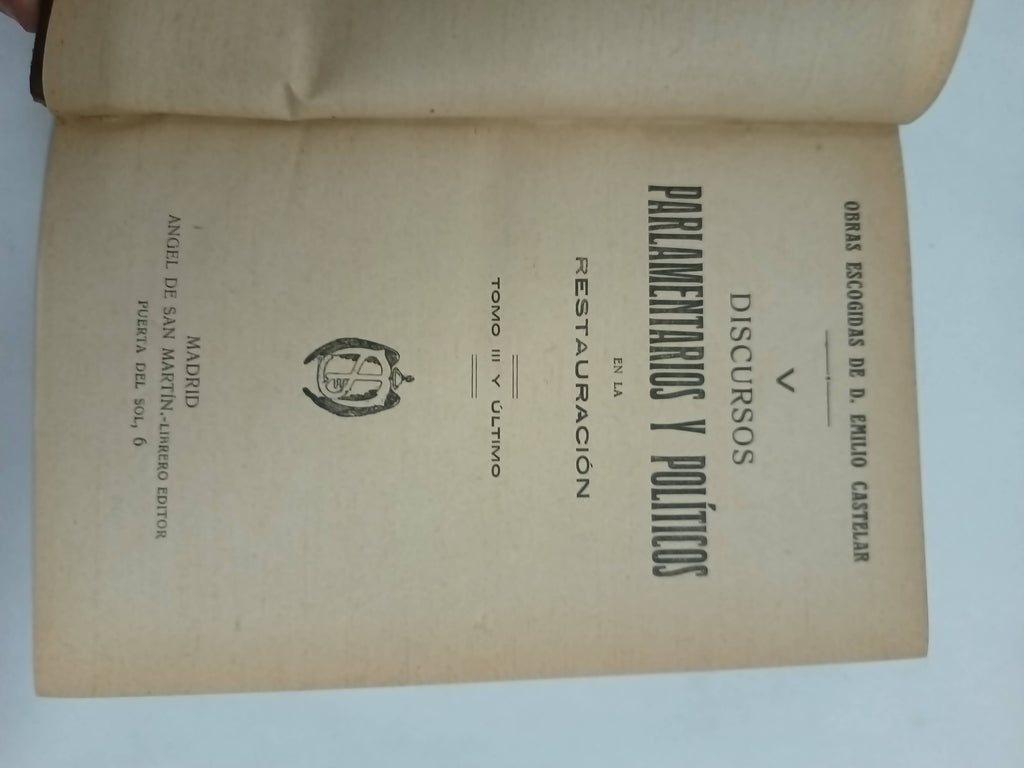 OBRAS ESCOGIDAS DE D. EMILIO CASTELAR
V
DISCURSOS
PARLAMENTARIOS Y POLÍTICOS
EN LA
RESTAURACIÓN
TOMO III Y ÚLTIMO
MADRID
ANGEL DE SAN MARTÍN.-LIBRERO EDITOR
PUERTA DEL SOL, 6